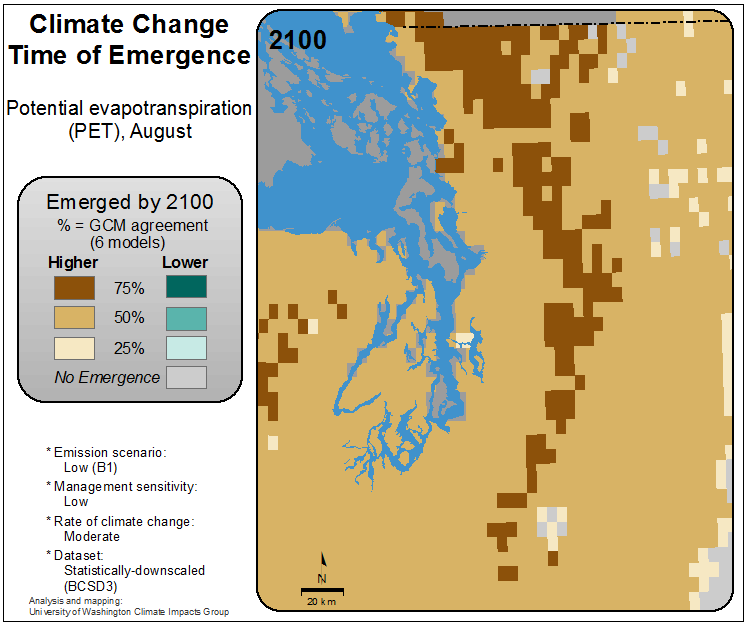 Climate Change
Time of Emergence
Potential evapotranspiration
(PET), August
Emerged by 2100
% = GCM agreement
(6 models)
Higher Lower
75%
50%
25%
No Emergence
* Emission scenario:
Low (B1)
* Management sensitivity:
Low
* Rate of climate change:
Moderate
* Dataset:
Statistically-downscaled
(BCSD3)
Analysis and mapping:
University of Washington Climate Impacts Group
2100
N
20 km